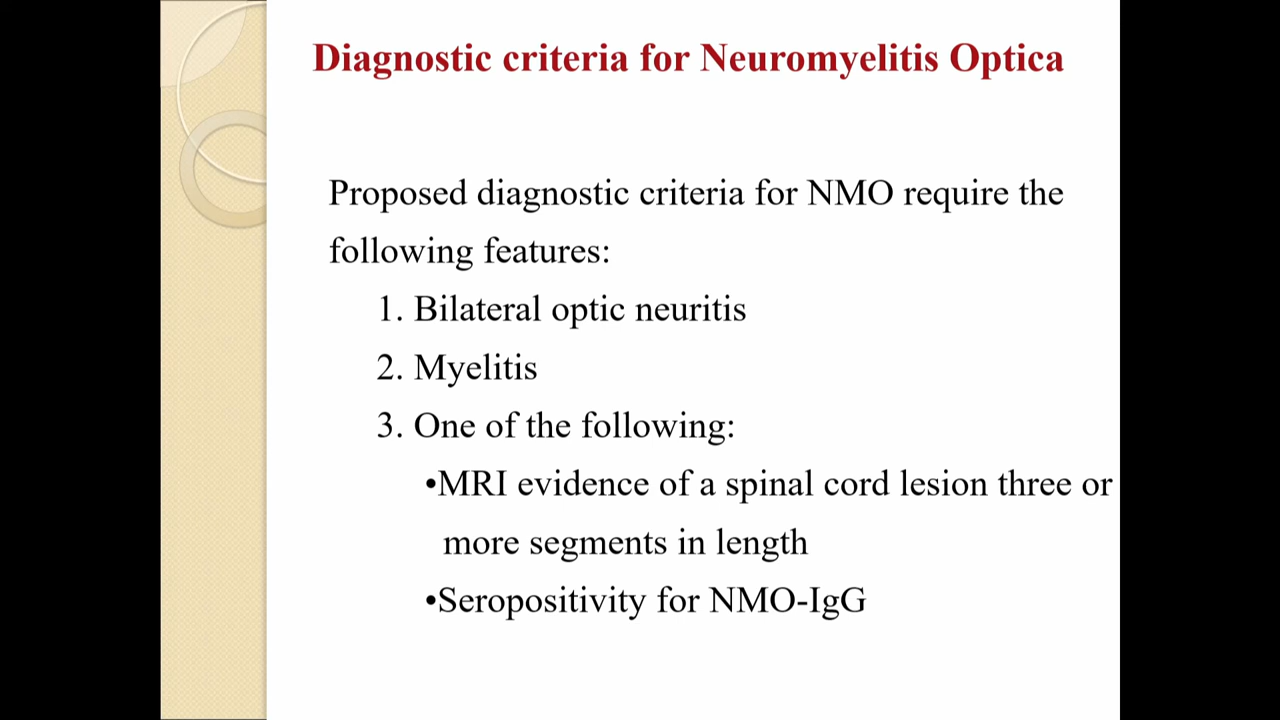 Diagnostic criteria for Neuromyelitis Optica
Proposed diagnostic criteria for NMO require the
following features:
1. Bilateral optic neuritis
2. Myelitis
3. One of the following:
•MRI evidence of a spinal cord lesion three or
more segments in length
•Seropositivity for NMO-IgG